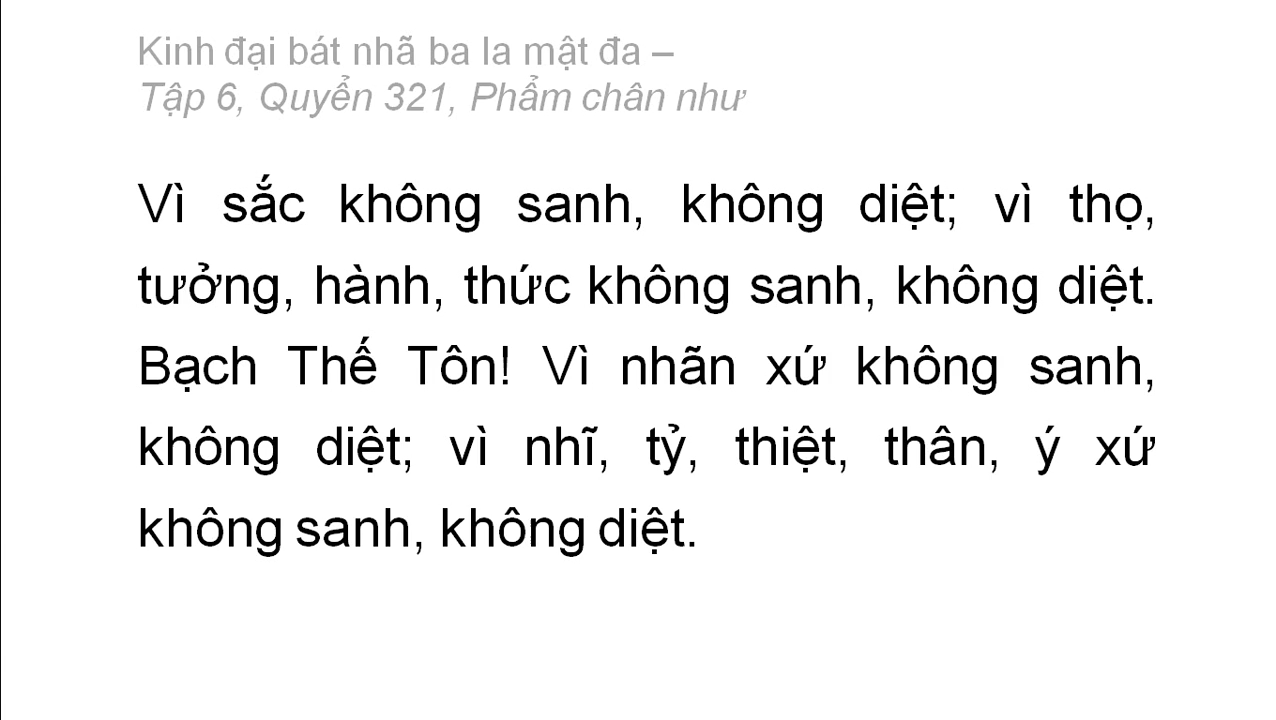 Kinh đại bát nhã ba la mật đa –
Tập 6, Quyển 321, Phẩm chân như
Vì sắc không sanh, không diệt; vì thọ,
tưởng, hành, thức không sanh, không diệt.
Bạch Thế Tôn! Vì nhãn xứ không sanh,
không diệt; vì nhĩ, tỷ, thiệt, thân, ý xứ
không sanh, không diệt.